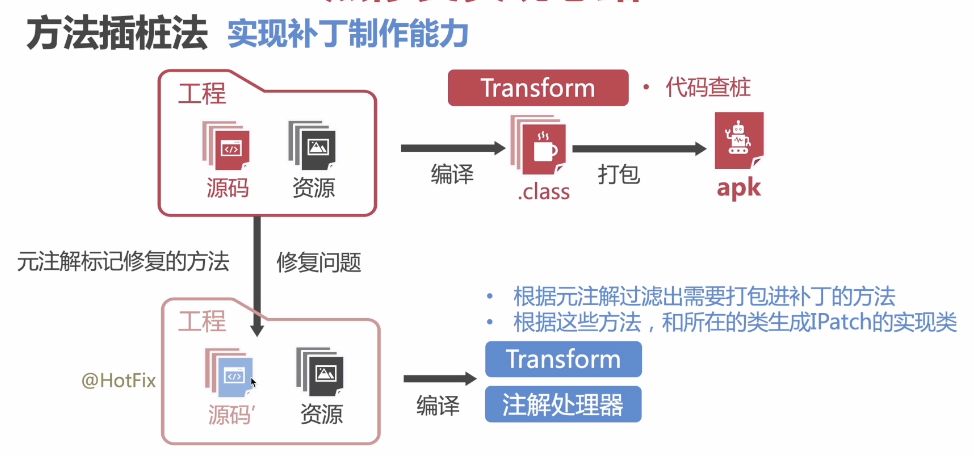 方法插桩法 实现补丁制作能力
工程
Transform
• 代码查桩
源码
资源
编译
.class
打包
apk
元注解标记修复的方法
修复问题
• 根据元注解过滤出需要打包进补丁的方法
• 根据这些方法，和所在的类生成IPatch的实现类
工程
@HotFix
源码’
资源
编译
Transform
注解处理器